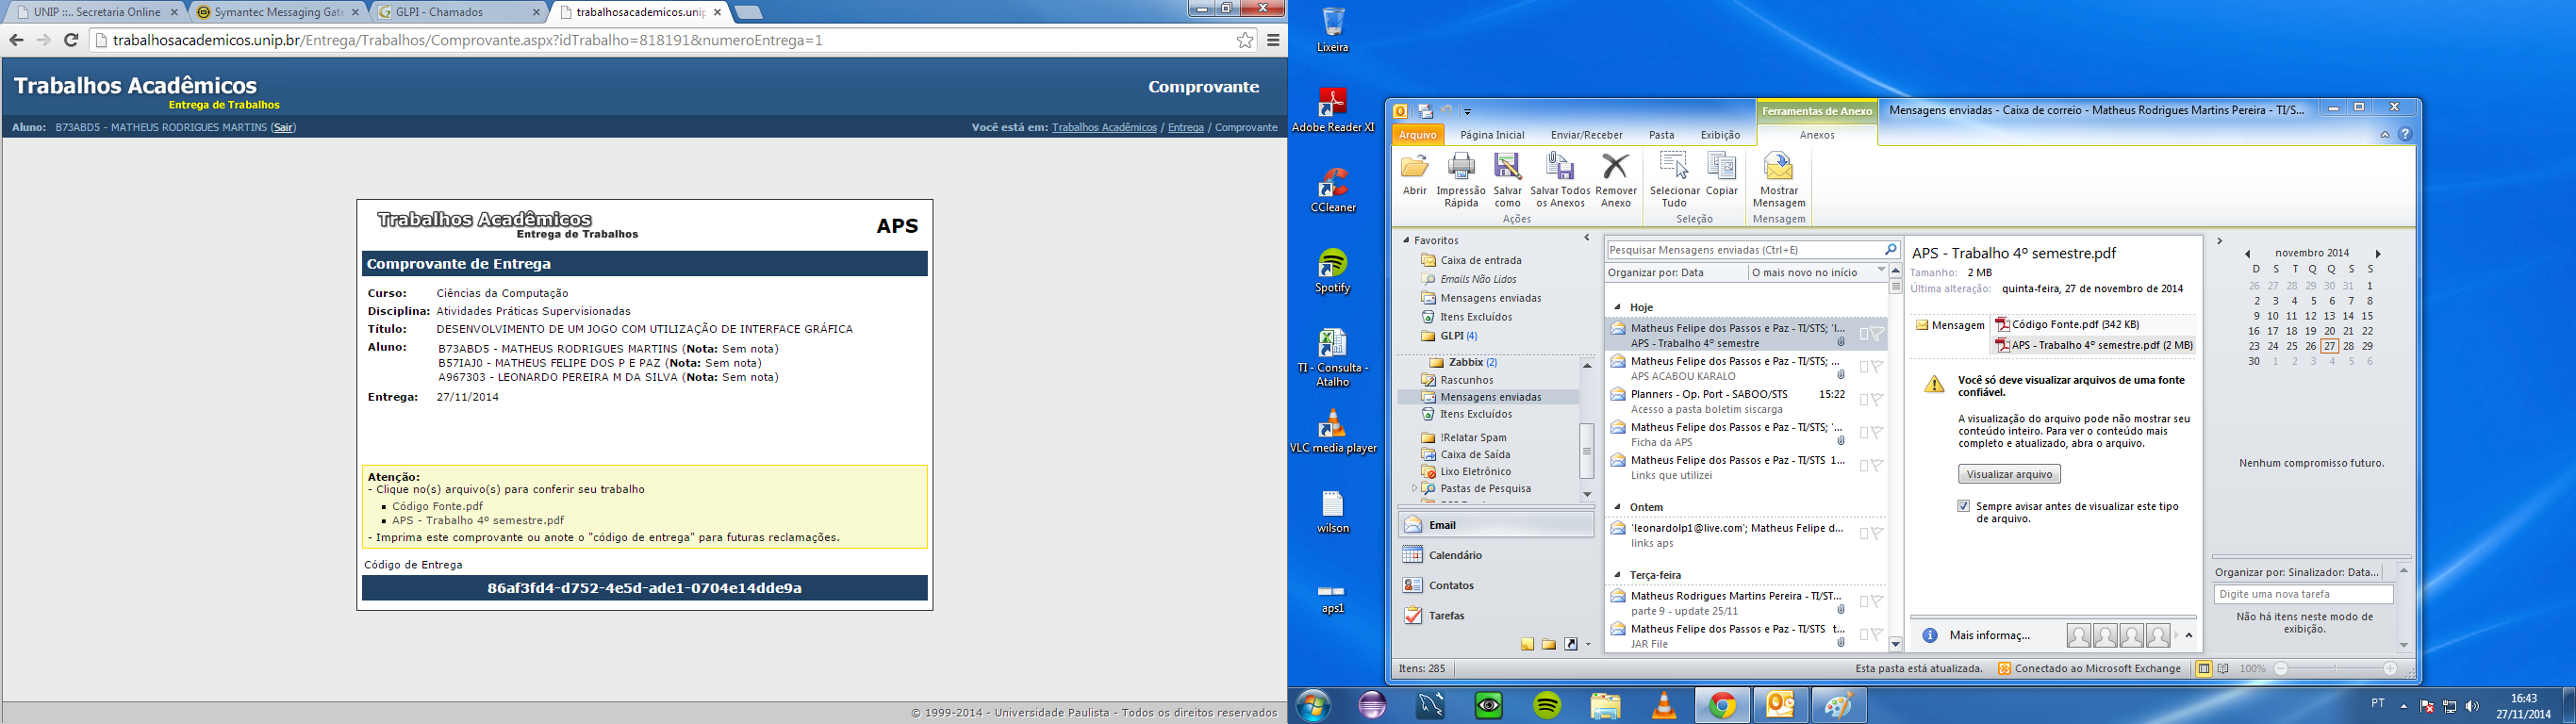 UNIP ::.. Secretaria Online
Symantec Messaging Gate
GLPI - Chamados
trabalhosacademicos.unip
trabalhosacademicos.unip.br/Entrega/Trabalhos/Comprovante.aspx?idTrabalho=818191&numeroEntrega=1
Trabalhos Acadêmicos
Entrega de Trabalhos
Comprovante
Aluno: B73ABD5 - MATHEUS RODRIGUES MARTINS (Sair)
Você está em: Trabalhos Acadêmicos / Entrega / Comprovante
Trabalhos Acadêmicos
Entrega de Trabalhos
APS
Comprovante de Entrega
Curso: Ciências da Computação
Disciplina: Atividades Práticas Supervisionadas
Título: DESENVOLVIMENTO DE UM JOGO COM UTILIZAÇÃO DE INTERFACE GRÁFICA
Aluno: B73ABD5 - MATHEUS RODRIGUES MARTINS (Nota: Sem nota)
B57IAJ0 - MATHEUS FELIPE DOS P E PAZ (Nota: Sem nota)
A967303 - LEONARDO PEREIRA M DA SILVA (Nota: Sem nota)
Entrega: 27/11/2014
Atenção:
- Clique no(s) arquivo(s) para conferir seu trabalho
Código Fonte.pdf
APS - Trabalho 4º semestre.pdf
- Imprima este comprovante ou anote o "código de entrega" para futuras reclamações.
Código de Entrega
86af3fd4-d752-4e5d-ade1-0704e14dde9a
© 1999-2014 - Universidade Paulista - Todos os direitos reservados
Lixeira
Adobe Reader XI
CCleaner
Spotify
TI - Consulta -
Atalho
VLC media player
wilson
aps1
Ferramentas de Anexo
Mensagens enviadas - Caixa de correio - Matheus Rodrigues Martins Pereira - TI/S...
Arquivo
Página Inicial
Enviar/Receber
Pasta
Exibição
Anexos
Abrir
Impressão
Rápida
Salvar
como
Salvar Todos
os Anexos
Remover
Anexo
Selecionar
Tudo
Copiar
Mostrar
Mensagem
Ações
Seleção
Mensagem
Favoritos
Caixa de entrada
Emails Não Lidos
Mensagens enviadas
Itens Excluídos
GLPI (4)
Zabbix (2)
Rascunhos
Mensagens enviadas
Itens Excluídos
!Relatar Spam
Caixa de Saída
Lixo Eletrônico
Pastas de Pesquisa
Email
Calendário
Contatos
Tarefas
Pesquisar Mensagens enviadas (Ctrl+E)
Organizar por: Data
O mais novo no início
Hoje
Matheus Felipe dos Passos e Paz - TI/STS; 'l...
APS - Trabalho 4º semestre
Matheus Felipe dos Passos e Paz - TI/STS; ...
APS ACABOU KARALO
Planners - Op. Port - SABOO/STS 15:22
Acesso a pasta boletim siscarga
Matheus Felipe dos Passos e Paz - TI/STS; '...
Ficha da APS
Matheus Felipe dos Passos e Paz - TI/STS 1...
Links que utilizei
Ontem
'leonardolp1@live.com'; Matheus Felipe d...
links aps
Terça-feira
Matheus Rodrigues Martins Pereira - TI/ST...
parte 9 - update 25/11
Matheus Felipe dos Passos e Paz - TI/STS t...
JAR File
APS - Trabalho 4º semestre.pdf
Tamanho: 2 MB
Última alteração: quinta-feira, 27 de novembro de 2014
Mensagem
Código Fonte.pdf (342 KB)
APS - Trabalho 4º semestre.pdf (2 MB)
Você só deve visualizar arquivos de uma fonte
confiável.
A visualização do arquivo pode não mostrar seu
conteúdo inteiro. Para ver o conteúdo mais
completo e atualizado, abra o arquivo.
Visualizar arquivo
Sempre avisar antes de visualizar este tipo
de arquivo.
Mais informaç...
novembro 2014
D S T Q Q S S
26 27 28 29 30 31 1
2 3 4 5 6 7 8
9 10 11 12 13 14 15
16 17 18 19 20 21 22
23 24 25 26 27 28 29
30 1 2 3 4 5 6
Nenhum compromisso futuro.
Organizar por: Sinalizador: Data...
Digite uma nova tarefa
Não há itens neste modo de
exibição.
Itens: 285
Esta pasta está atualizada.
Conectado ao Microsoft Exchange
100%
PT
16:43
27/11/2014